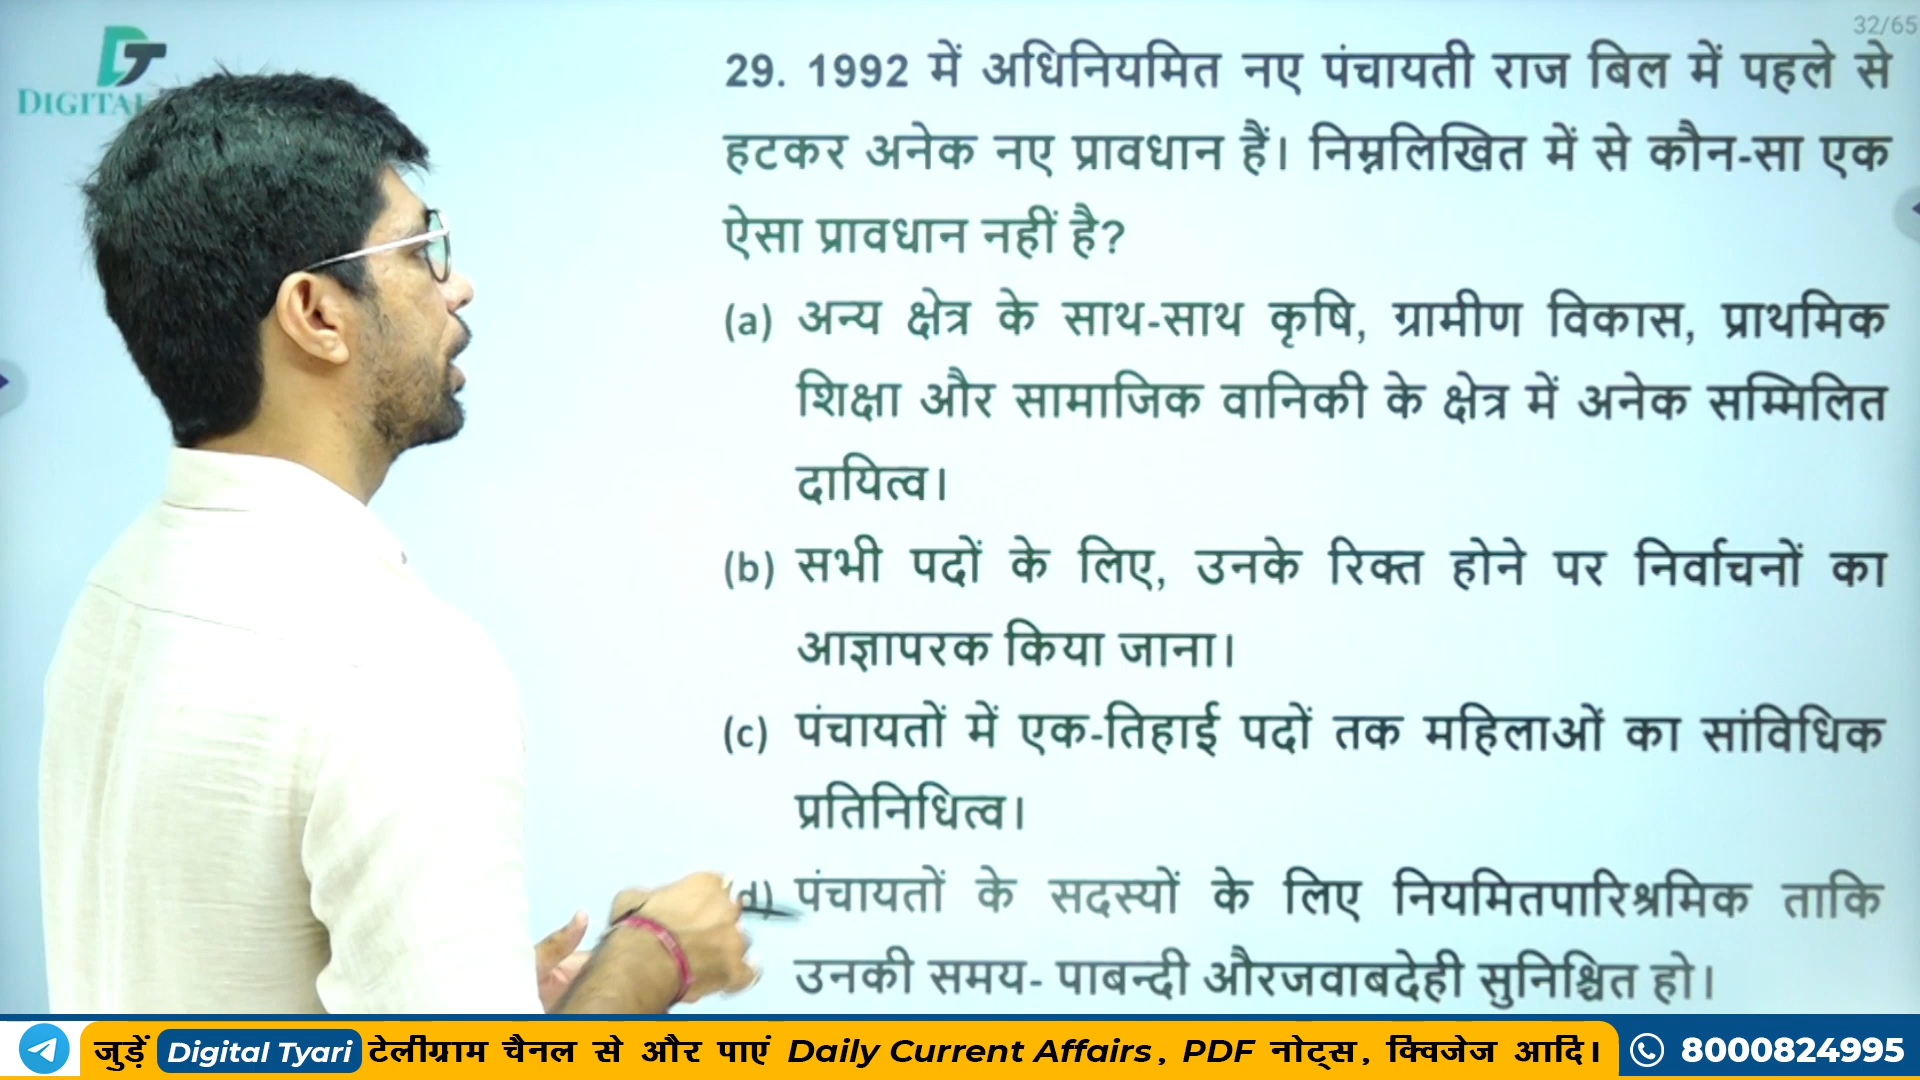 32/65
DIGITA
29. 1992 में अधिनियमित नए पंचायती राज बिल में पहले से
हटकर अनेक नए प्रावधान हैं। निम्नलिखित में से कौन-सा एक
ऐसा प्रावधान नहीं है?
(a) अन्य क्षेत्र के साथ-साथ कृषि, ग्रामीण विकास, प्राथमिक
शिक्षा और सामाजिक वानिकी के क्षेत्र में अनेक सम्मिलित
दायित्व।
(b) सभी पदों के लिए, उनके रिक्त होने पर निर्वाचनों का
आज्ञापरक किया जाना।
(c) पंचायतों में एक-तिहाई पदों तक महिलाओं का सांविधिक
प्रतिनिधित्व।
(d) पंचायतों के सदस्यों के लिए नियमितपारिश्रमिक ताकि
उनकी समय- पाबन्दी औरजवाबदेही सुनिश्चित हो।
जुड़ें Digital Tyari टेलीग्राम चैनल से और पाएं Daily Current Affairs, PDF नोट्स, क्विजेज आदि। 8000824995